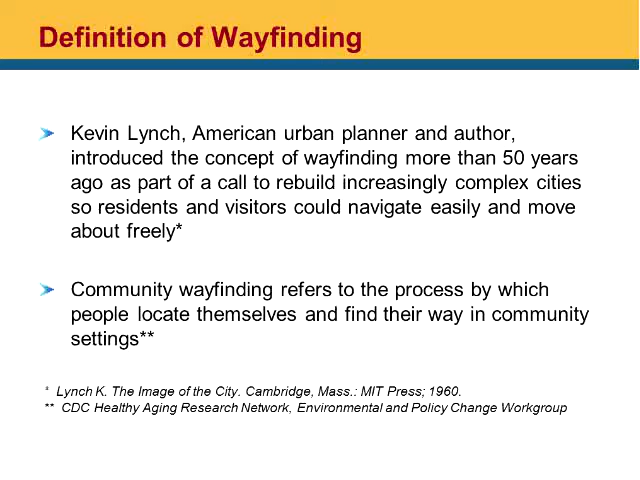 Definition of Wayfinding
Kevin Lynch, American urban planner and author,
introduced the concept of wayfinding more than 50 years
ago as part of a call to rebuild increasingly complex cities
so residents and visitors could navigate easily and move
about freely*
Community wayfinding refers to the process by which
people locate themselves and find their way in community
settings**
* Lynch K. The Image of the City. Cambridge, Mass.: MIT Press; 1960.
** CDC Healthy Aging Research Network, Environmental and Policy Change Workgroup